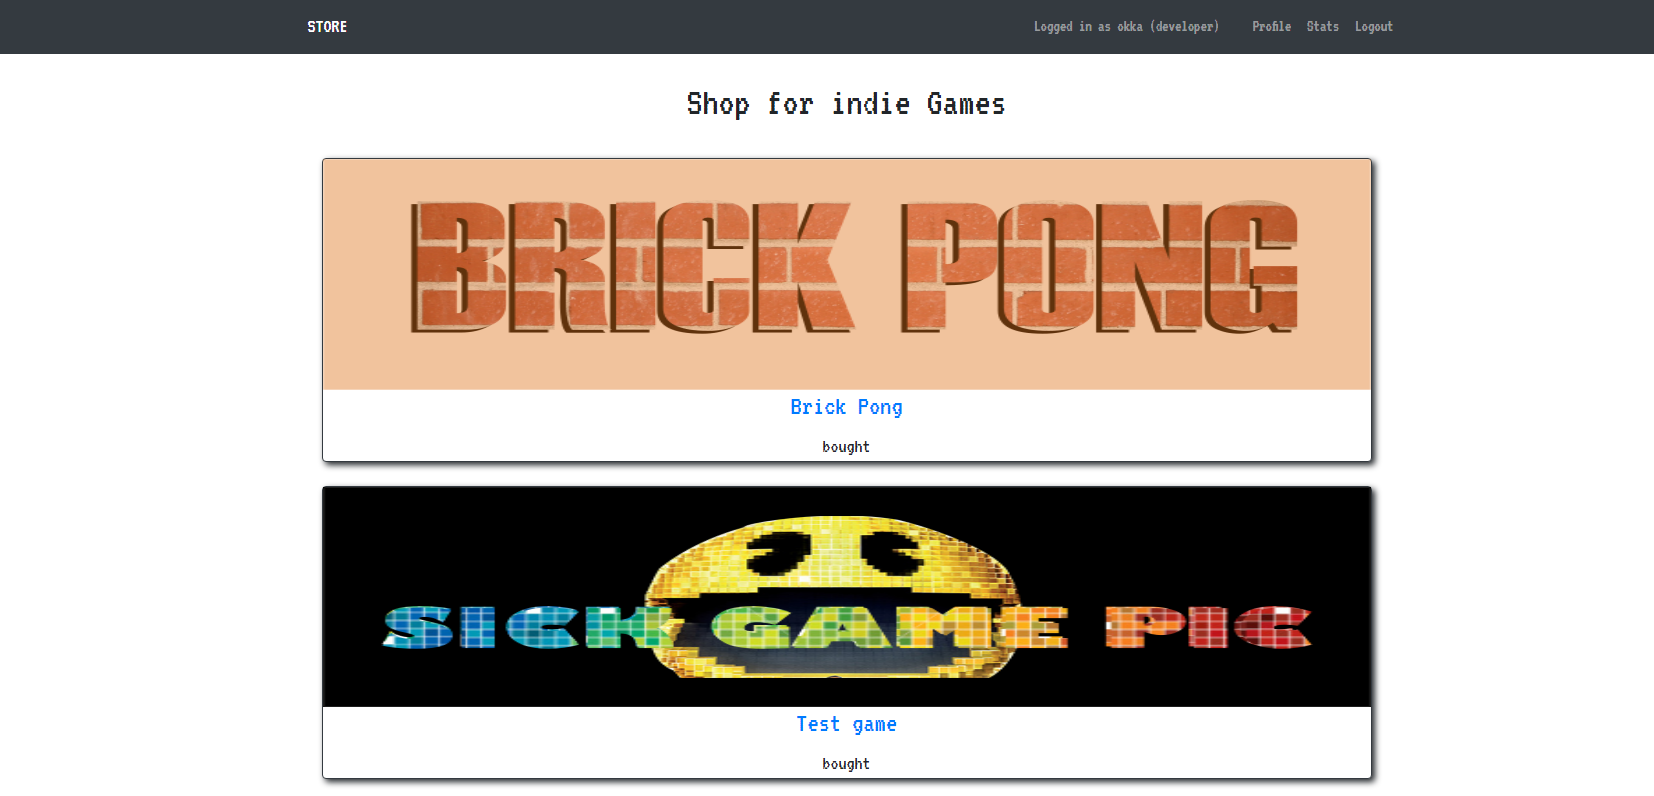 STORE
Logged in as okka (developer) Profile Stats Logout
Shop for indie Games
BRICK PONG
Brick Pong
bought
SICK GAME PIC
Test game
bought